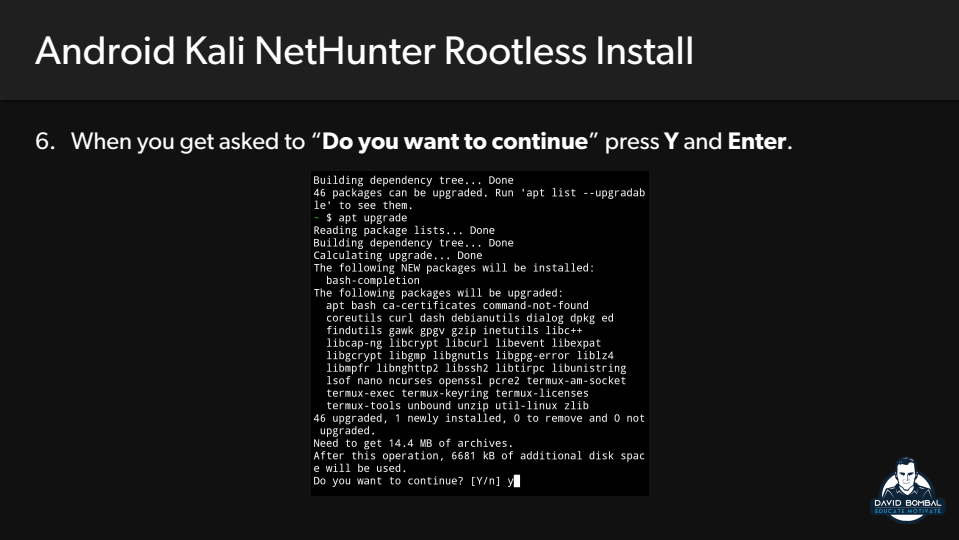 Android Kali NetHunter Rootless Install
6. When you get asked to “Do you want to continue” press Y and Enter.
Building dependency tree... Done
46 packages can be upgraded. Run 'apt list --upgradab
le' to see them.
~ $ apt upgrade
Reading package lists... Done
Building dependency tree... Done
Calculating upgrade... Done
The following NEW packages will be installed:
  bash-completion
The following packages will be upgraded:
  apt bash ca-certificates command-not-found
  coreutils curl dash debianutils dialog dpkg ed
  findutils gawk gpgv gzip inetutils libc++
  libcap-ng libcrypt libcurl libevent libexpat
  libgcrypt libgmp libgnutls libgpg-error liblz4
  libmpfr libnghttp2 libssh2 libtirpc libunistring
  lsof nano ncurses openssl pcre2 termux-am-socket
  termux-exec termux-keyring termux-licenses
  termux-tools unbound unzip util-linux zlib
46 upgraded, 1 newly installed, 0 to remove and 0 not
 upgraded.
Need to get 14.4 MB of archives.
After this operation, 6681 kB of additional disk spac
e will be used.
Do you want to continue? [Y/n] y
DAVID BOMBAL
EDUCATE MOTIVATE